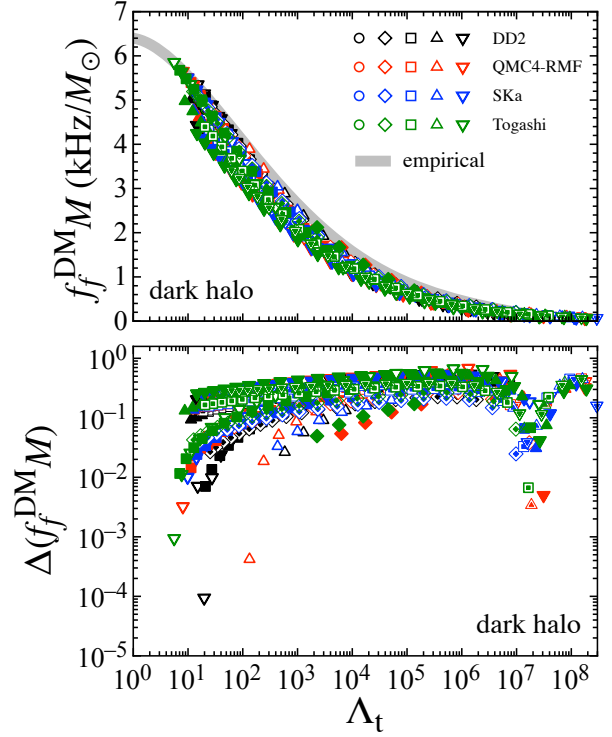 7
6
5
4
3
2
1
0
f_f^DM M (kHz/M_⊙)
DD2
QMC4-RMF
SKa
Togashi
empirical
dark halo
10^0
10^-1
10^-2
10^-3
10^-4
10^-5
Δ(f_f^DM M)
dark halo
10^0 10^1 10^2 10^3 10^4 10^5 10^6 10^7 10^8
Λ_t